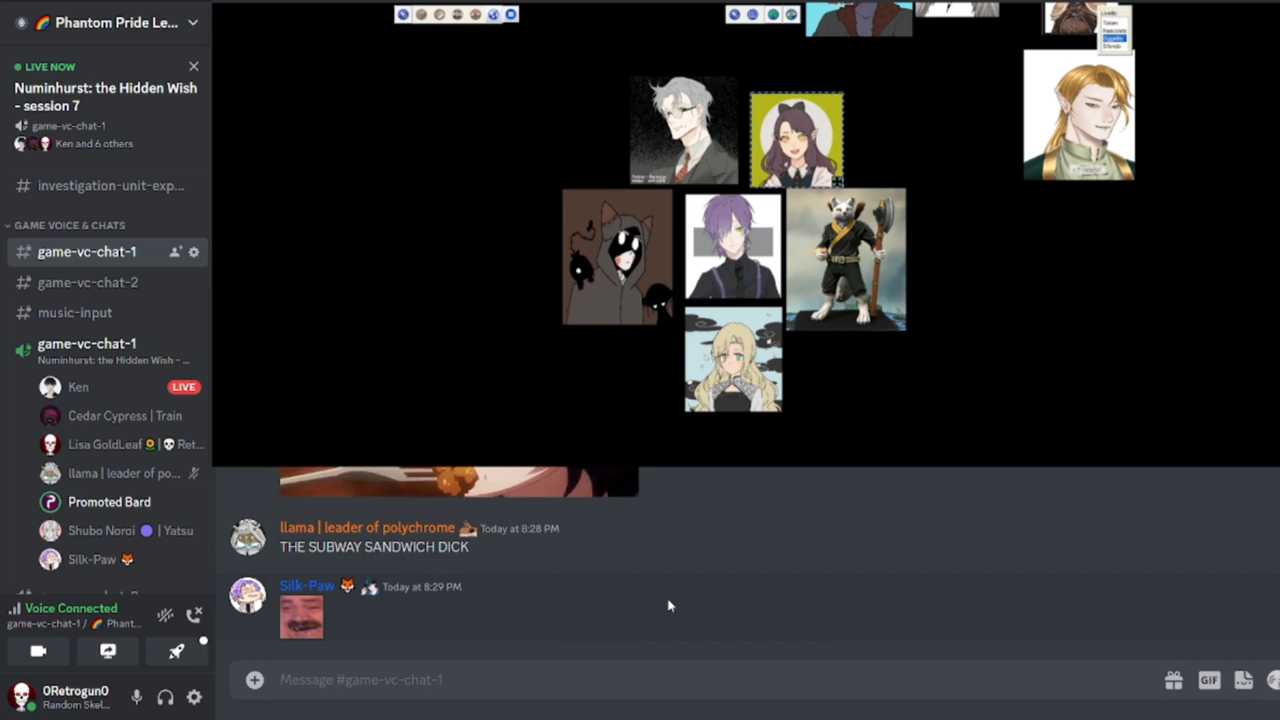 🌈 Phantom Pride Le...
LIVE NOW
Numinhurst: the Hidden Wish
- session 7
game-vc-chat-1
Ken and 6 others
investigation-unit-exp...
GAME VOICE & CHATS
game-vc-chat-1
game-vc-chat-2
music-input
game-vc-chat-1
Numinhurst: the Hidden Wish - ...
Ken
LIVE
Cedar Cypress | Train
Lisa GoldLeaf🌻 | 💀 Ret...
llama | leader of po...
Promoted Bard
Shubo Noroi 🟣 | Yatsu
Silk-Paw 🦊
Voice Connected
game-vc-chat-1 / 🌈 Phant...
0Retrogun0
Random Skel...
llama | leader of polychrome Today at 8:28 PM
THE SUBWAY SANDWICH DICK
Silk-Paw 🦊 Today at 8:29 PM
Message #game-vc-chat-1
GIF